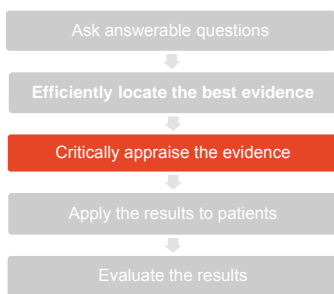 Ask answerable questions
Efficiently locate the best evidence
Critically appraise the evidence
Apply the results to patients
Evaluate the results